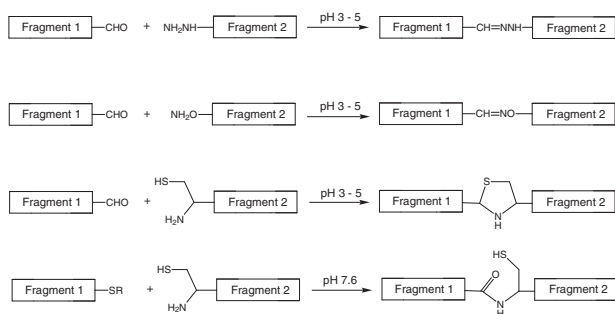 Fragment 1 —CHO + NH2NH— Fragment 2 pH 3 - 5 Fragment 1 —CH=NNH— Fragment 2
Fragment 1 —CHO + NH2O— Fragment 2 pH 3 - 5 Fragment 1 —CH=NO— Fragment 2
Fragment 1 —CHO + HS H2N Fragment 2 pH 3 - 5 Fragment 1 S N H Fragment 2
Fragment 1 —SR + HS H2N Fragment 2 pH 7.6 Fragment 1 O N H HS Fragment 2